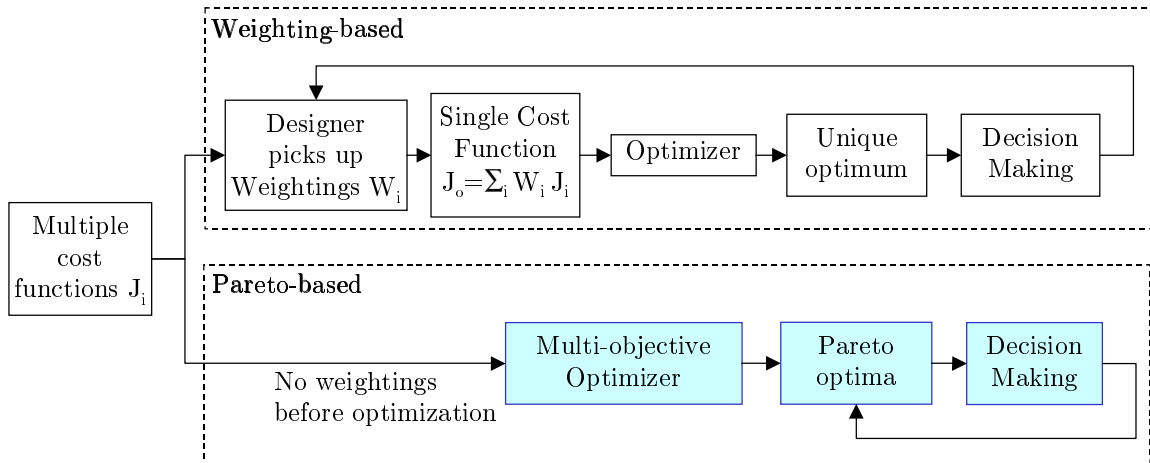 Weighting-based
Designer
picks up
Weightings W_i
Single Cost
Function
J_o=∑_i W_i J_i
Optimizer
Unique
optimum
Decision
Making
Multiple
cost
functions J_i
Pareto-based
No weightings
before optimization
Multi-objective
Optimizer
Pareto
optima
Decision
Making